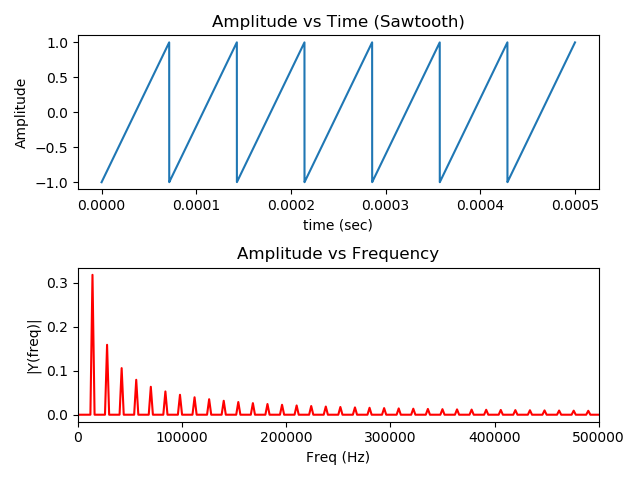 Amplitude vs Time (Sawtooth)
1.0
0.5
0.0
−0.5
−1.0
Amplitude
0.0000 0.0001 0.0002 0.0003 0.0004 0.0005
time (sec)
Amplitude vs Frequency
0.3
0.2
0.1
0.0
|Y(freq)|
0 100000 200000 300000 400000 500000
Freq (Hz)